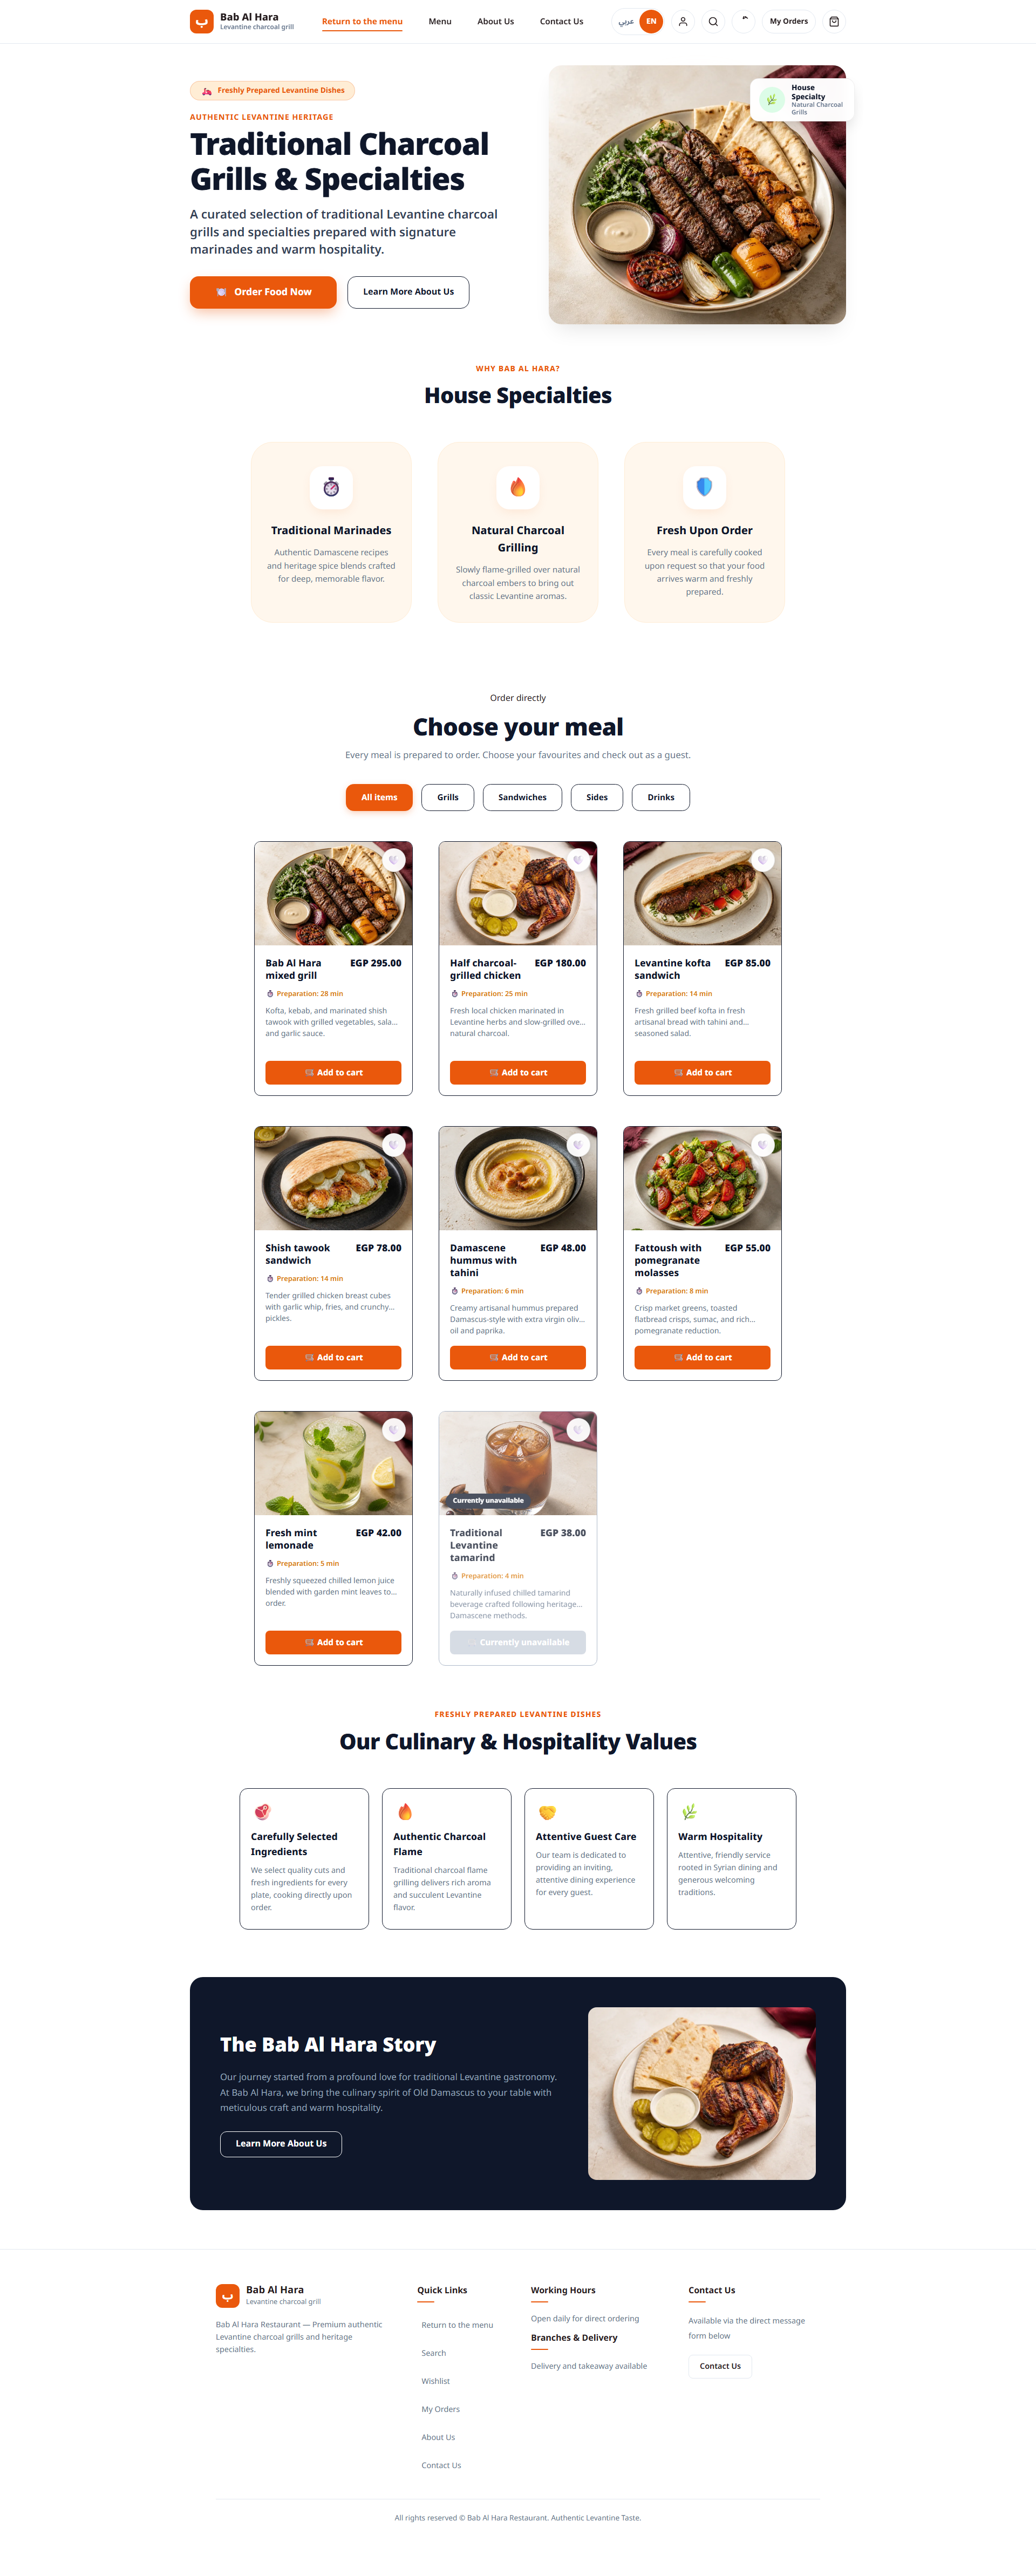 ب
Bab Al Hara
Levantine charcoal grill
Return to the menu
Menu
About Us
Contact Us
عربي
EN
My Orders
Freshly Prepared Levantine Dishes
AUTHENTIC LEVANTINE HERITAGE
Traditional Charcoal
Grills & Specialties
A curated selection of traditional Levantine charcoal
grills and specialties prepared with signature
marinades and warm hospitality.
Order Food Now
Learn More About Us
House
Specialty
Natural Charcoal
Grills
WHY BAB AL HARA?
House Specialties
Traditional Marinades
Authentic Damascene recipes
and heritage spice blends crafted
for deep, memorable flavor.
Natural Charcoal
Grilling
Slowly flame-grilled over natural
charcoal embers to bring out
classic Levantine aromas.
Fresh Upon Order
Every meal is carefully cooked
upon request so that your food
arrives warm and freshly
prepared.
Order directly
Choose your meal
Every meal is prepared to order. Choose your favourites and check out as a guest.
All items
Grills
Sandwiches
Sides
Drinks
Bab Al Hara
mixed grill
EGP 295.00
Preparation: 28 min
Kofta, kebab, and marinated shish
tawook with grilled vegetables, sala...
and garlic sauce.
Add to cart
Half charcoal-
grilled chicken
EGP 180.00
Preparation: 25 min
Fresh local chicken marinated in
Levantine herbs and slow-grilled ove...
natural charcoal.
Add to cart
Levantine kofta
sandwich
EGP 85.00
Preparation: 14 min
Fresh grilled beef kofta in fresh
artisanal bread with tahini and...
seasoned salad.
Add to cart
Shish tawook
sandwich
EGP 78.00
Preparation: 14 min
Tender grilled chicken breast cubes
with garlic whip, fries, and crunchy...
pickles.
Add to cart
Damascene
hummus with
tahini
EGP 48.00
Preparation: 6 min
Creamy artisanal hummus prepared
Damascus-style with extra virgin oliv...
oil and paprika.
Add to cart
Fattoush with
pomegranate
molasses
EGP 55.00
Preparation: 8 min
Crisp market greens, toasted
flatbread crisps, sumac, and rich...
pomegranate reduction.
Add to cart
Fresh mint
lemonade
EGP 42.00
Preparation: 5 min
Freshly squeezed chilled lemon juice
blended with garden mint leaves to...
order.
Add to cart
Currently unavailable
Traditional
Levantine
tamarind
EGP 38.00
Preparation: 4 min
Naturally infused chilled tamarind
beverage crafted following heritage...
Damascene methods.
Currently unavailable
FRESHLY PREPARED LEVANTINE DISHES
Our Culinary & Hospitality Values
Carefully Selected
Ingredients
We select quality cuts and
fresh ingredients for every
plate, cooking directly upon
order.
Authentic Charcoal
Flame
Traditional charcoal flame
grilling delivers rich aroma
and succulent Levantine
flavor.
Attentive Guest Care
Our team is dedicated to
providing an inviting,
attentive dining experience
for every guest.
Warm Hospitality
Attentive, friendly service
rooted in Syrian dining and
generous welcoming
traditions.
The Bab Al Hara Story
Our journey started from a profound love for traditional Levantine gastronomy.
At Bab Al Hara, we bring the culinary spirit of Old Damascus to your table with
meticulous craft and warm hospitality.
Learn More About Us
ب
Bab Al Hara
Levantine charcoal grill
Bab Al Hara Restaurant — Premium authentic
Levantine charcoal grills and heritage
specialties.
Quick Links
Return to the menu
Search
Wishlist
My Orders
About Us
Contact Us
Working Hours
Open daily for direct ordering
Branches & Delivery
Delivery and takeaway available
Contact Us
Available via the direct message
form below
Contact Us
All rights reserved © Bab Al Hara Restaurant. Authentic Levantine Taste.